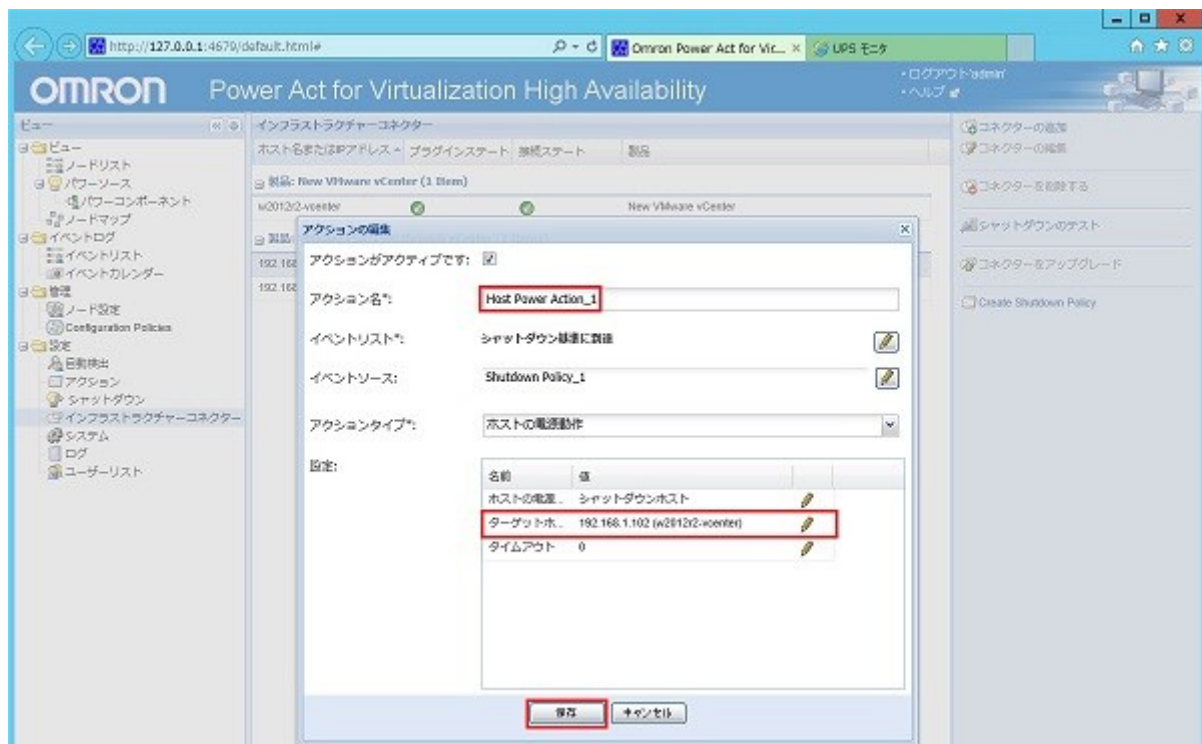 http://127.0.0.1:4679/default.html#
Omron Power Act for Vir...
UPS モニタ
OMRON
Power Act for Virtualization High Availability
ログアウト'admin'
ヘルプ
ビュー
ビュー
ノードリスト
パワーソース
パワーコンポーネント
ノードマップ
イベントログ
イベントリスト
イベントカレンダー
管理
ノード設定
Configuration Policies
設定
自動検出
アクション
シャットダウン
インフラストラクチャーコネクター
システム
ログ
ユーザーリスト
インフラストラクチャーコネクター
ホスト名またはIPアドレス
プラグインステート
接続ステート
製品
製品: New VMware vCenter (1 Item)
w2012r2-vcenter
New VMware vCenter
製品
192.168
192.168
アクションの編集
アクションがアクティブです:
アクション名*:
Host Power Action_1
イベントリスト*:
シャットダウン基準に到達
イベントソース:
Shutdown Policy_1
アクションタイプ*:
ホストの電源動作
設定:
名前 値
ホストの電源... シャットダウンホスト
ターゲットホ... 192.168.1.102 (w2012r2-vcenter)
タイムアウト 0
保存
キャンセル
コネクターの追加
コネクターの編集
コネクターを削除する
シャットダウンのテスト
コネクターをアップグレード
Create Shutdown Policy